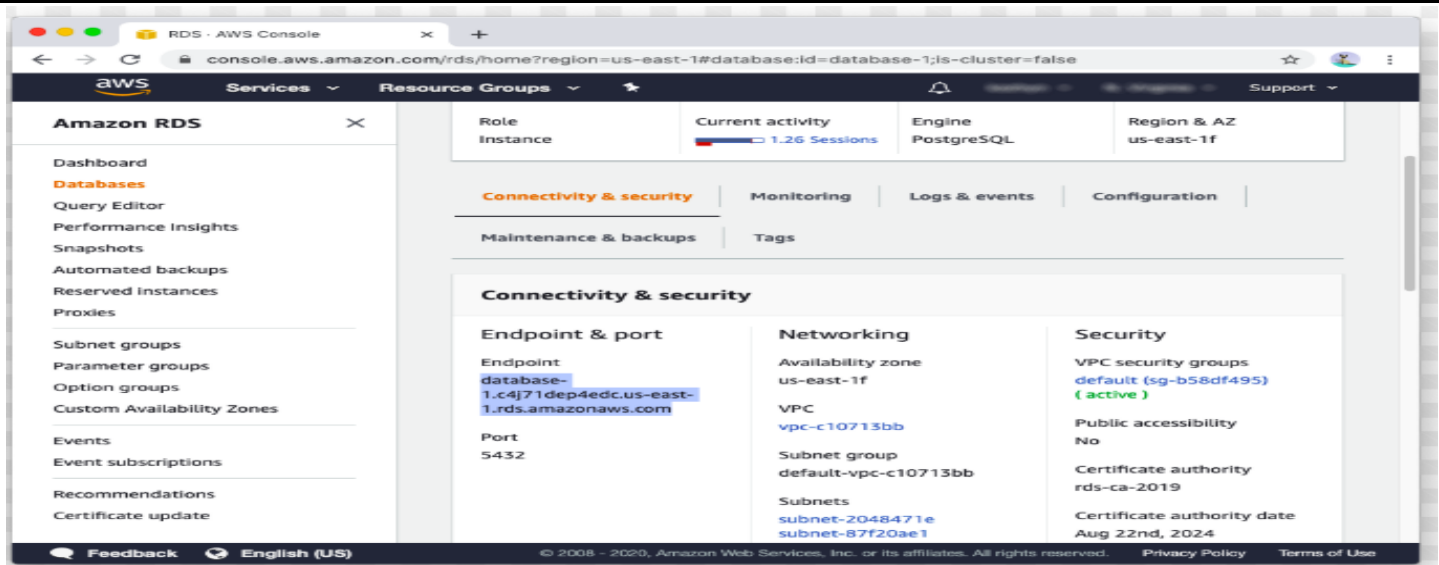 RDS · AWS Console
console.aws.amazon.com/rds/home?region=us-east-1#database:id=database-1;is-cluster=false
aws Services Resource Groups Support
Amazon RDS
Dashboard
Databases
Query Editor
Performance Insights
Snapshots
Automated backups
Reserved instances
Proxies
Subnet groups
Parameter groups
Option groups
Custom Availability Zones
Events
Event subscriptions
Recommendations
Certificate update
Role
Instance
Current activity
1.26 Sessions
Engine
PostgreSQL
Region & AZ
us-east-1f
Connectivity & security Monitoring Logs & events Configuration
Maintenance & backups Tags
Connectivity & security
Endpoint & port
Endpoint
database-
1.c4j71dep4edc.us-east-
1.rds.amazonaws.com
Port
5432
Networking
Availability zone
us-east-1f
VPC
vpc-c10713bb
Subnet group
default-vpc-c10713bb
Subnets
subnet-2048471e
subnet-87f20ae1
Security
VPC security groups
default (sg-b58df495)
( active )
Public accessibility
No
Certificate authority
rds-ca-2019
Certificate authority date
Aug 22nd, 2024
Feedback English (US) © 2008 - 2020, Amazon Web Services, Inc. or its affiliates. All rights reserved. Privacy Policy Terms of Use